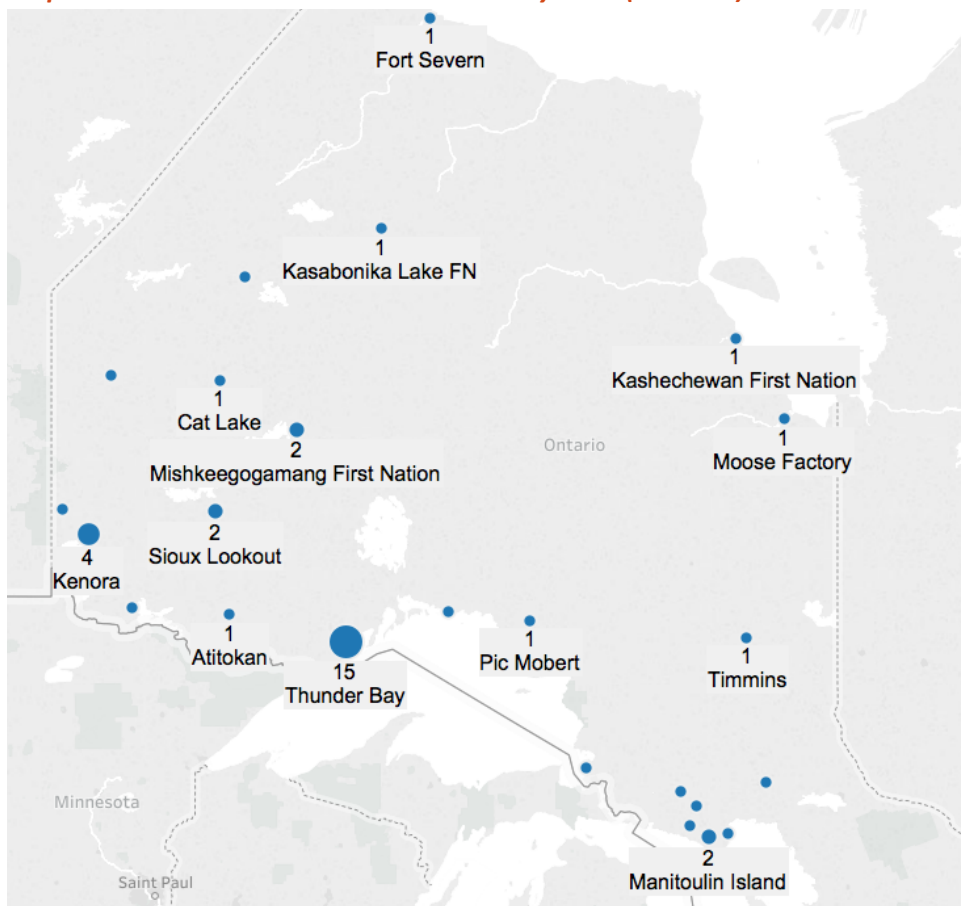 1
Fort Severn
1
Kasabonika Lake FN
1
Kashechewan First Nation
1
Cat Lake
1
Moose Factory
Ontario
2
Mishkeegogamang First Nation
2
Sioux Lookout
4
Kenora
1
Atitokan
1
Pic Mobert
1
Timmins
15
Thunder Bay
Minnesota
2
Manitoulin Island
Saint Paul